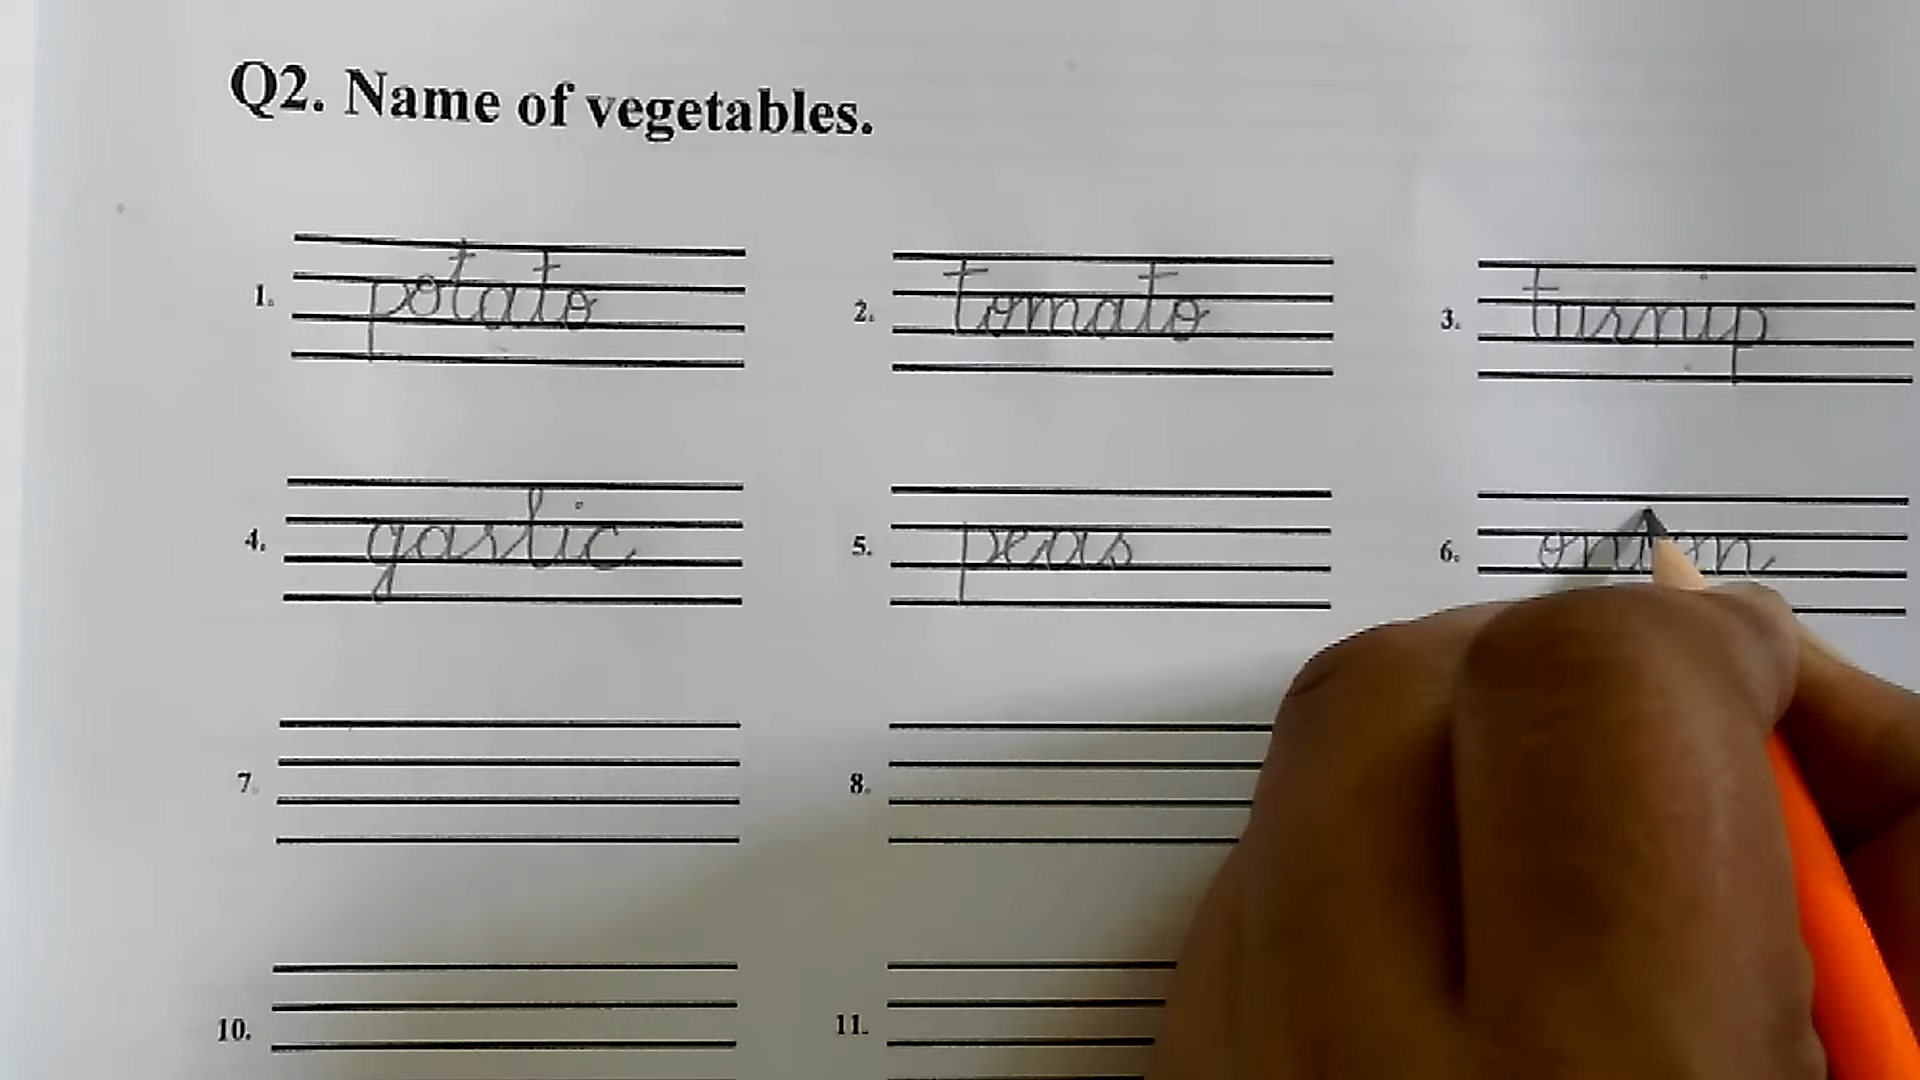 Q2. Name of vegetables.
1. potato
2. tomato
3. turnip
4. garlic
5. peas
6. onion
7.
8.
10.
11.